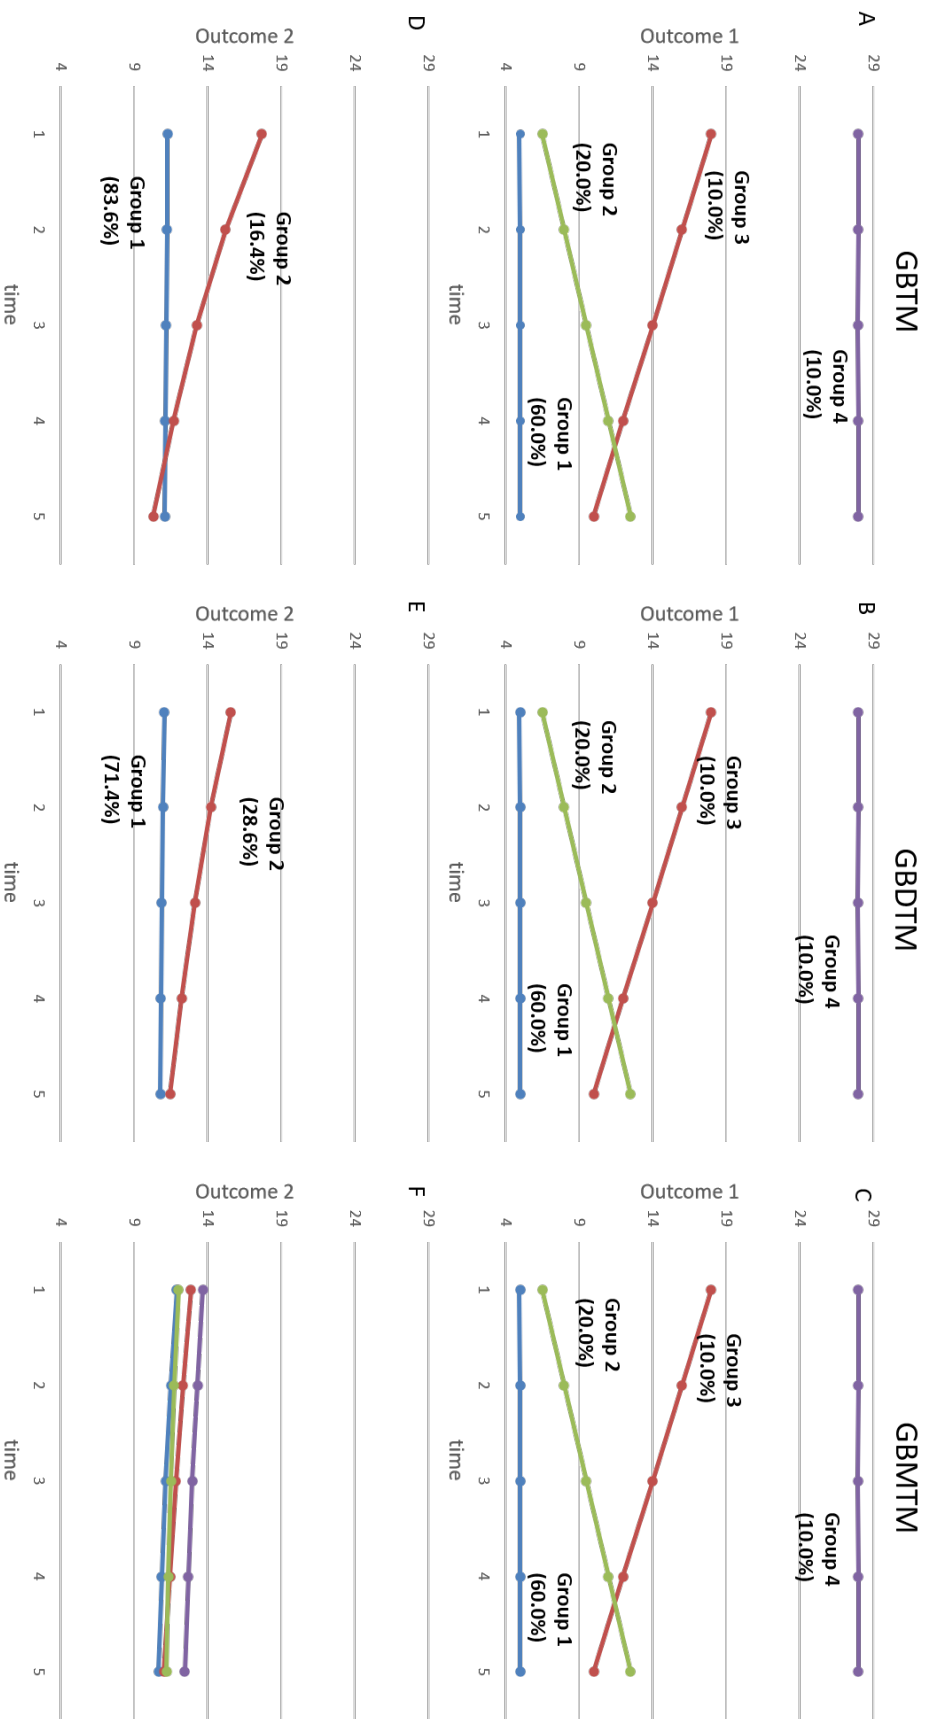 GBTM
GBDTM
GBMTM
A
29
24
19
14
9
4
Outcome 1
Group 4
(10.0%)
Group 3
(10.0%)
Group 2
(20.0%)
Group 1
(60.0%)
1 2 3 4 5
time
B
29
24
19
14
9
4
Outcome 1
Group 4
(10.0%)
Group 3
(10.0%)
Group 2
(20.0%)
Group 1
(60.0%)
1 2 3 4 5
time
C
29
24
19
14
9
4
Outcome 1
Group 4
(10.0%)
Group 3
(10.0%)
Group 2
(20.0%)
Group 1
(60.0%)
1 2 3 4 5
time
D
29
24
19
14
9
4
Outcome 2
Group 2
(16.4%)
Group 1
(83.6%)
1 2 3 4 5
time
E
29
24
19
14
9
4
Outcome 2
Group 2
(28.6%)
Group 1
(71.4%)
1 2 3 4 5
time
F
29
24
19
14
9
4
Outcome 2
1 2 3 4 5
time